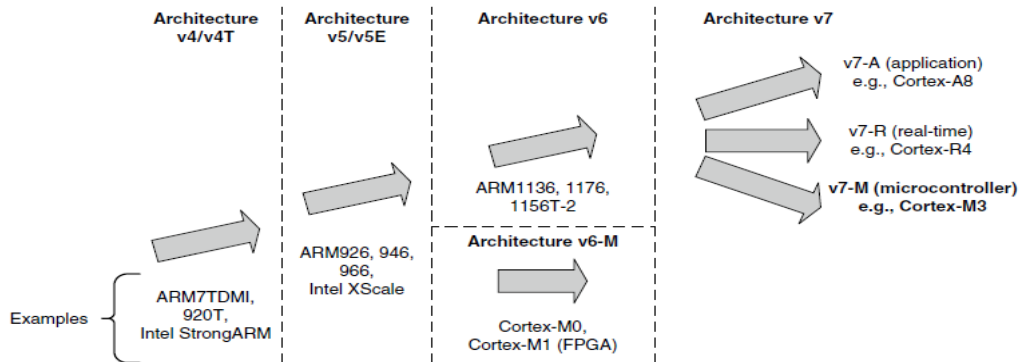 Architecture
v4/v4T
Architecture
v5/v5E
Architecture v6
Architecture v7
v7-A (application)
e.g., Cortex-A8
v7-R (real-time)
e.g., Cortex-R4
v7-M (microcontroller)
e.g., Cortex-M3
ARM1136, 1176,
1156T-2
Architecture v6-M
Cortex-M0,
Cortex-M1 (FPGA)
ARM926, 946,
966,
Intel XScale
Examples
ARM7TDMI,
920T,
Intel StrongARM